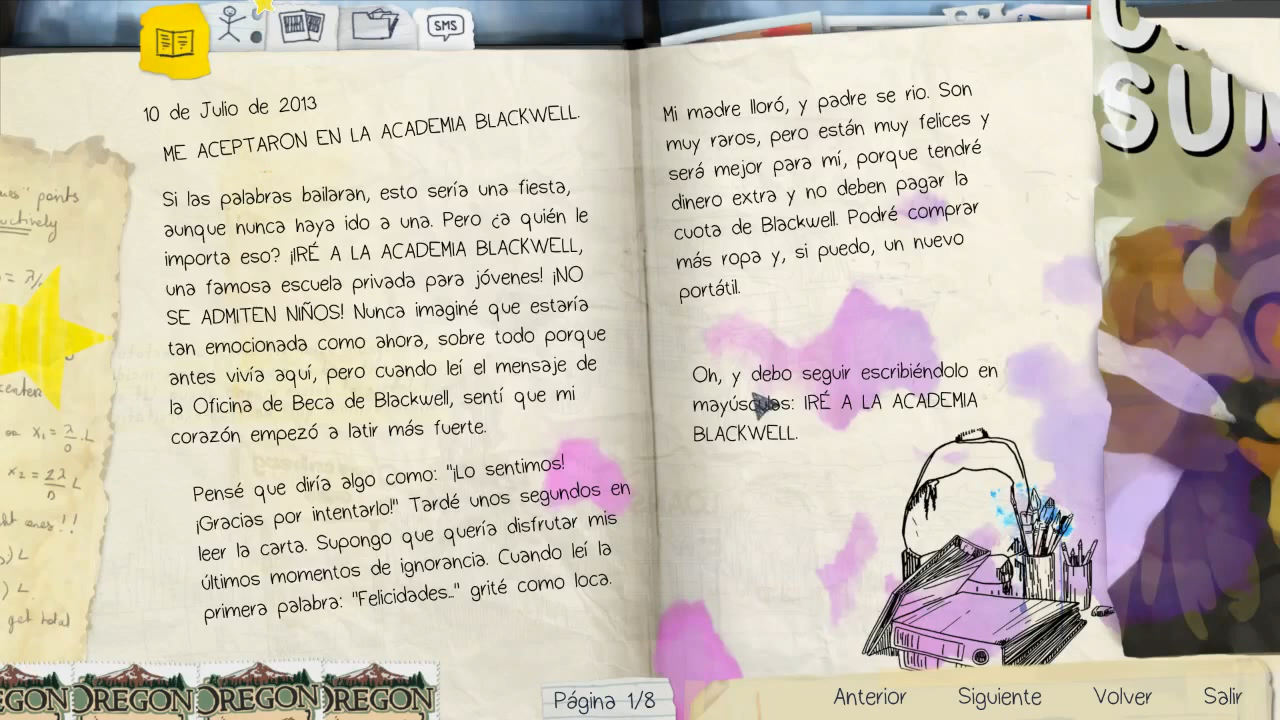 SMS
10 de Julio de 2013
ME ACEPTARON EN LA ACADEMIA BLACKWELL.
Si las palabras bailaran, esto sería una fiesta,
aunque nunca haya ido a una. Pero ¿a quién le
importa eso? ¡IRÉ A LA ACADEMIA BLACKWELL,
una famosa escuela privada para jóvenes! ¡NO
SE ADMITEN NIÑOS! Nunca imaginé que estaría
tan emocionada como ahora, sobre todo porque
antes vivía aquí, pero cuando leí el mensaje de
la Oficina de Beca de Blackwell, sentí que mi
corazón empezó a latir más fuerte.
Pensé que diría algo como: "¡Lo sentimos!
¡Gracias por intentarlo!" Tardé unos segundos en
leer la carta. Supongo que quería disfrutar mis
últimos momentos de ignorancia. Cuando leí la
primera palabra: "Felicidades..." grité como loca.
Mi madre lloró, y padre se rio. Son
muy raros, pero están muy felices y
será mejor para mí, porque tendré
dinero extra y no deben pagar la
cuota de Blackwell. Podré comprar
más ropa y, si puedo, un nuevo
portátil.
Oh, y debo seguir escribiéndolo en
mayúsculas: IRÉ A LA ACADEMIA
BLACKWELL.
points
x₁ = λ/D . L
x₂ = 2λ/D L
get total
EGON OREGON OREGON OREGON
SUN
Página 1/8
Anterior Siguiente Volver Salir